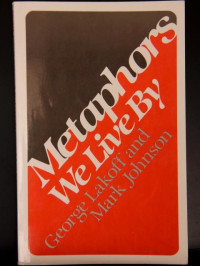 Metaphors
We Live By
George Lakoff and
Mark Johnson